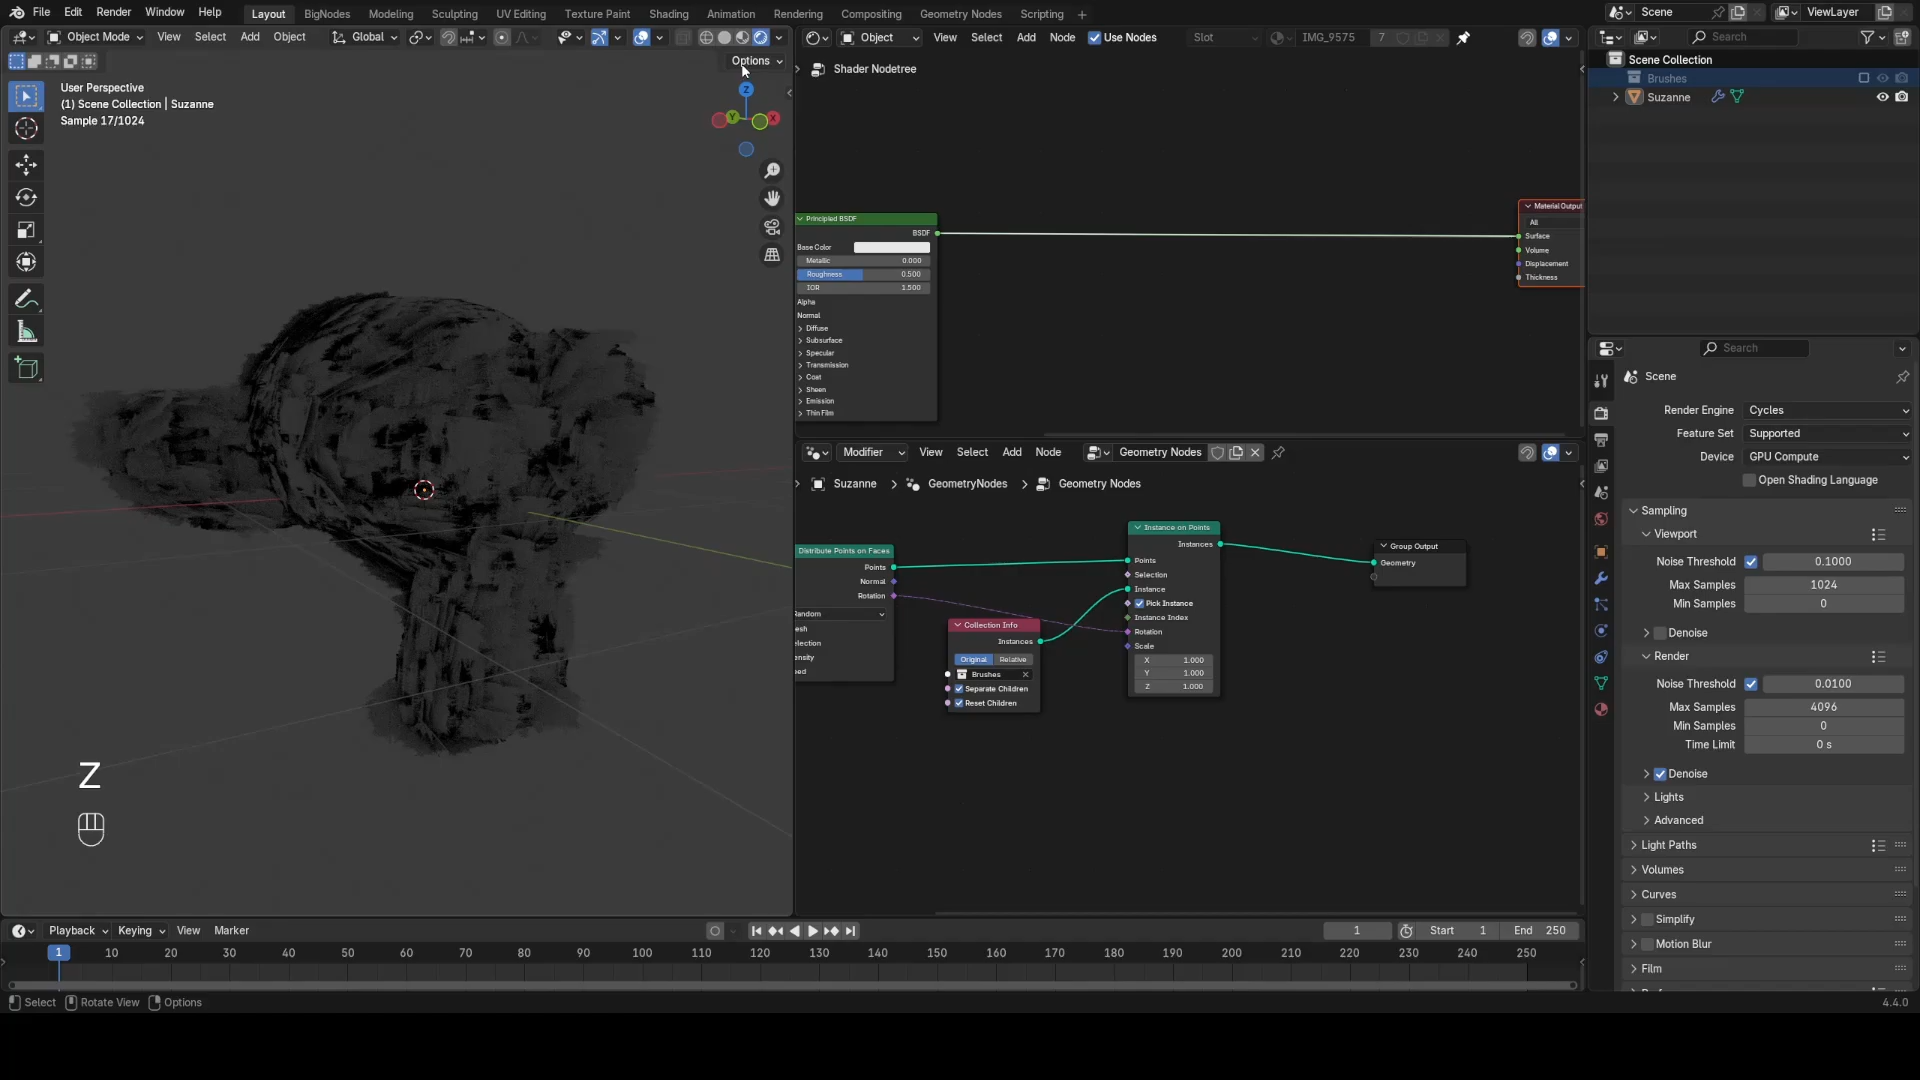 File Edit Render Window Help Layout BigNodes Modeling Sculpting UV Editing Texture Paint Shading Animation Rendering Compositing Geometry Nodes Scripting Scene ViewLayer
Object Mode View Select Add Object Global
Object View Select Add Node Use Nodes Slot IMG_9575 7
Search
Options
User Perspective
(1) Scene Collection | Suzanne
Sample 17/1024
Z
Y
X
Shader Nodetree
Principled BSDF
BSDF
Base Color
Metallic 0.000
Roughness 0.500
IOR 1.500
Alpha
Normal
Diffuse
Subsurface
Specular
Transmission
Coat
Sheen
Emission
Thin Film
Material Output
All
Surface
Volume
Displacement
Thickness
Scene Collection
Brushes
Suzanne
Search
Scene
Render Engine Cycles
Feature Set Supported
Device GPU Compute
Open Shading Language
Sampling
Viewport
Noise Threshold 0.1000
Max Samples 1024
Min Samples 0
Denoise
Render
Noise Threshold 0.0100
Max Samples 4096
Min Samples 0
Time Limit 0 s
Denoise
Lights
Advanced
Light Paths
Volumes
Curves
Simplify
Motion Blur
Film
Modifier View Select Add Node Geometry Nodes
Suzanne GeometryNodes Geometry Nodes
Distribute Points on Faces
Points
Normal
Rotation
Random
esh
election
ensity
eed
Collection Info
Instances
Original Relative
Brushes
Separate Children
Reset Children
Instance on Points
Instances
Points
Selection
Instance
Pick Instance
Instance Index
Rotation
Scale
X 1.000
Y 1.000
Z 1.000
Group Output
Geometry
Z
Playback Keying View Marker 1 Start 1 End 250
1 10 20 30 40 50 60 70 80 90 100 110 120 130 140 150 160 170 180 190 200 210 220 230 240 250
Select Rotate View Options 4.4.0